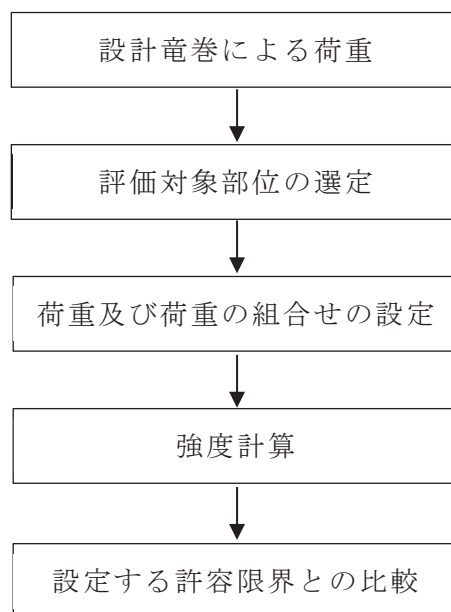 設計竜巻による荷重
評価対象部位の選定
荷重及び荷重の組合せの設定
強度計算
設定する許容限界との比較